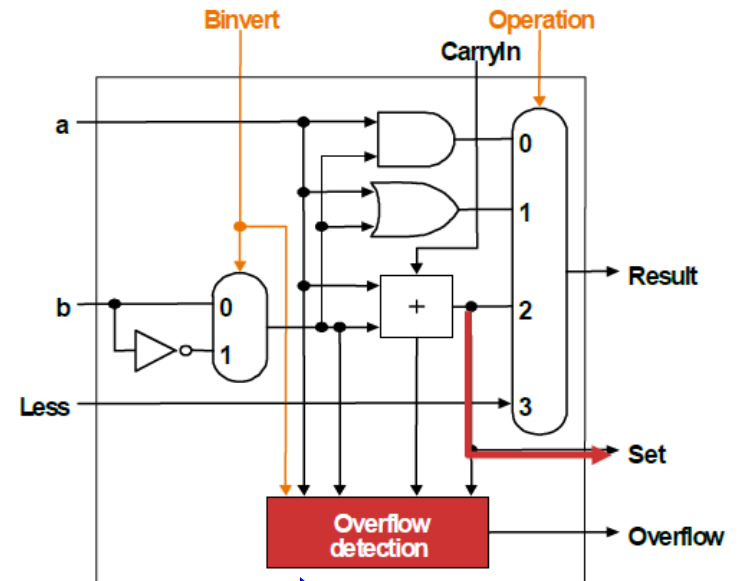 Binvert
Operation
CarryIn
a
0
1
b
0
+
2
Result
1
Less
3
Set
Overflow
detection
Overflow